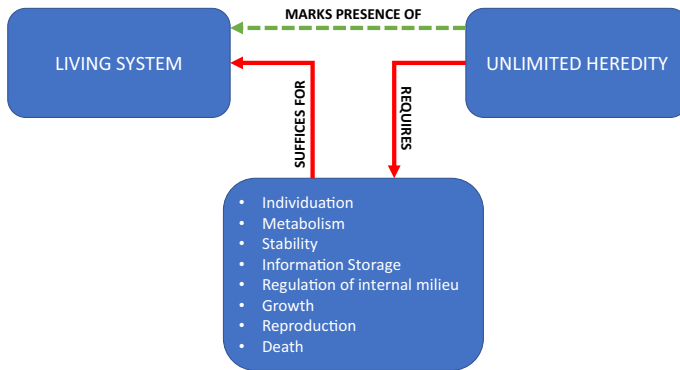 MARKS PRESENCE OF
LIVING SYSTEM
UNLIMITED HEREDITY
SUFFICES FOR
REQUIRES
• Individuation
• Metabolism
• Stability
• Information Storage
• Regulation of internal milieu
• Growth
• Reproduction
• Death